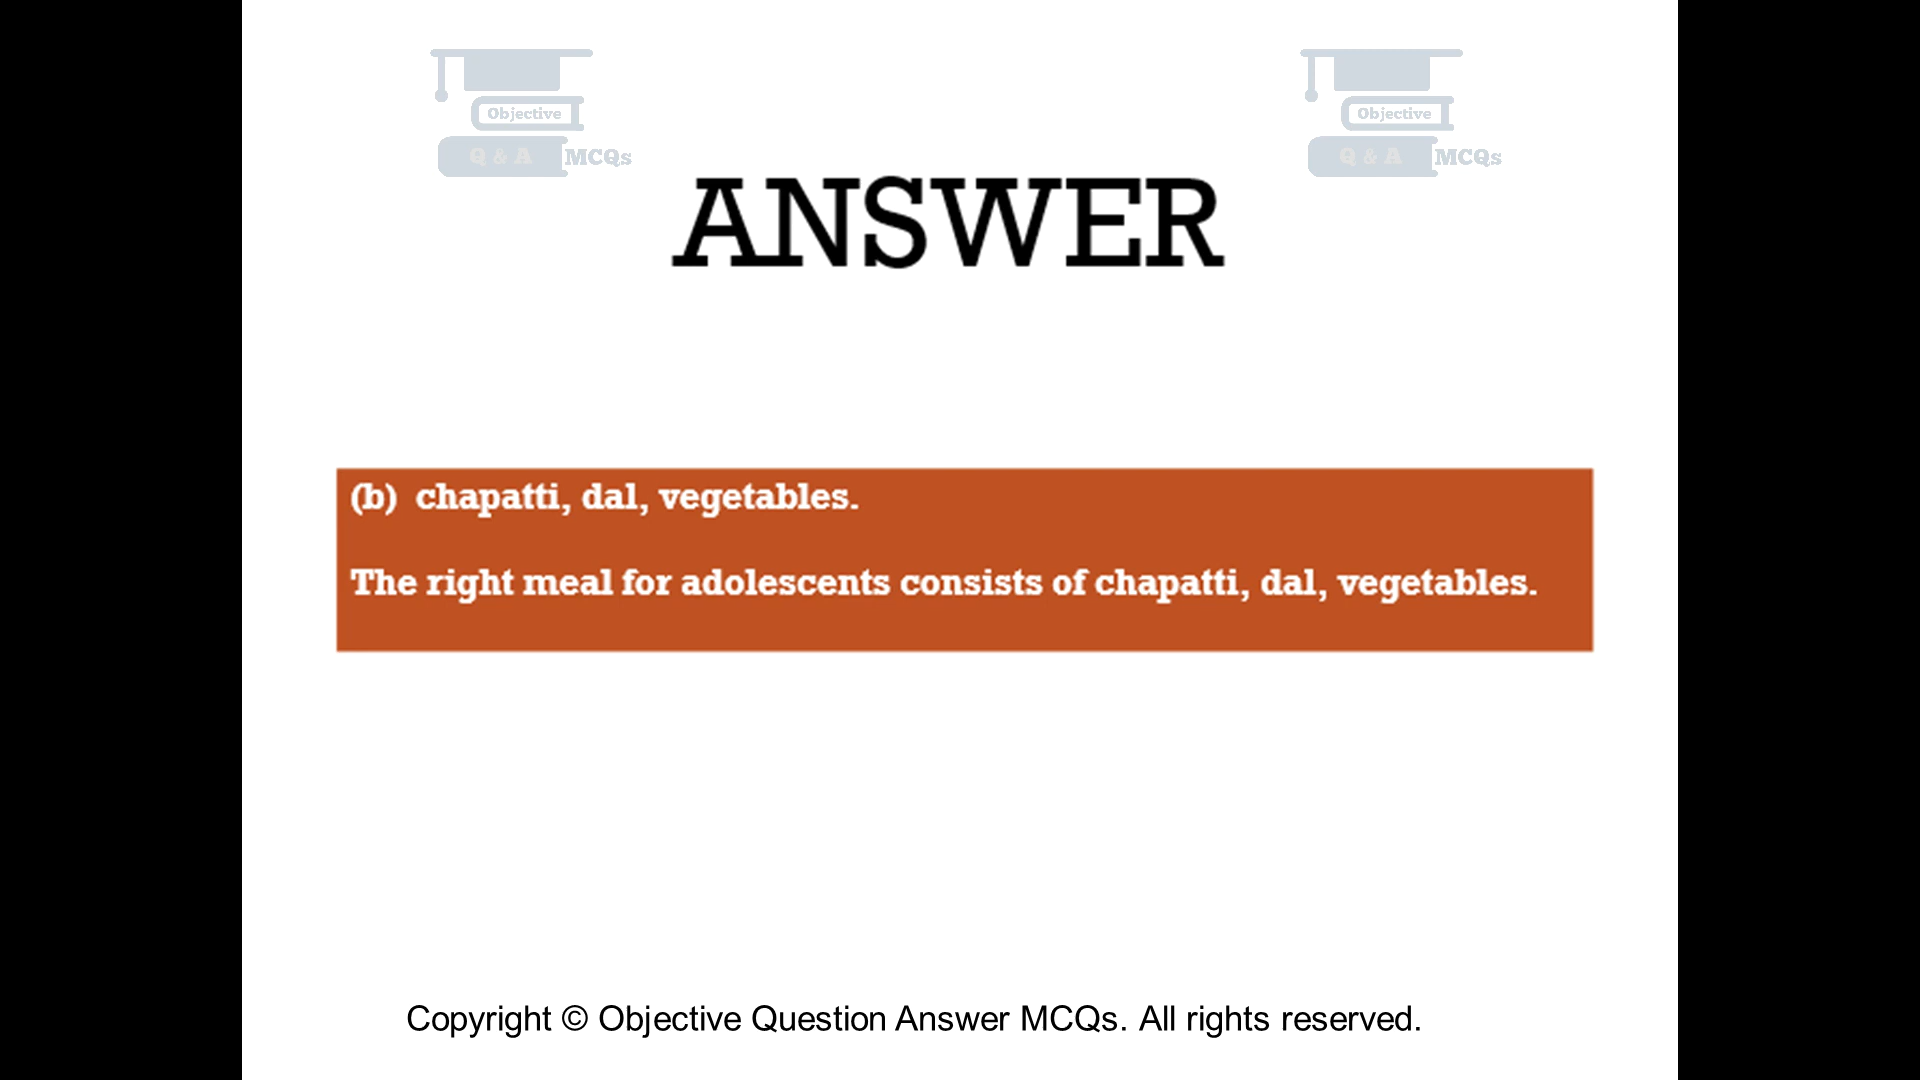 Objective
Q & A MCQs
Objective
Q & A MCQs
ANSWER
(b) chapatti, dal, vegetables.
The right meal for adolescents consists of chapatti, dal, vegetables.
Copyright © Objective Question Answer MCQs. All rights reserved.